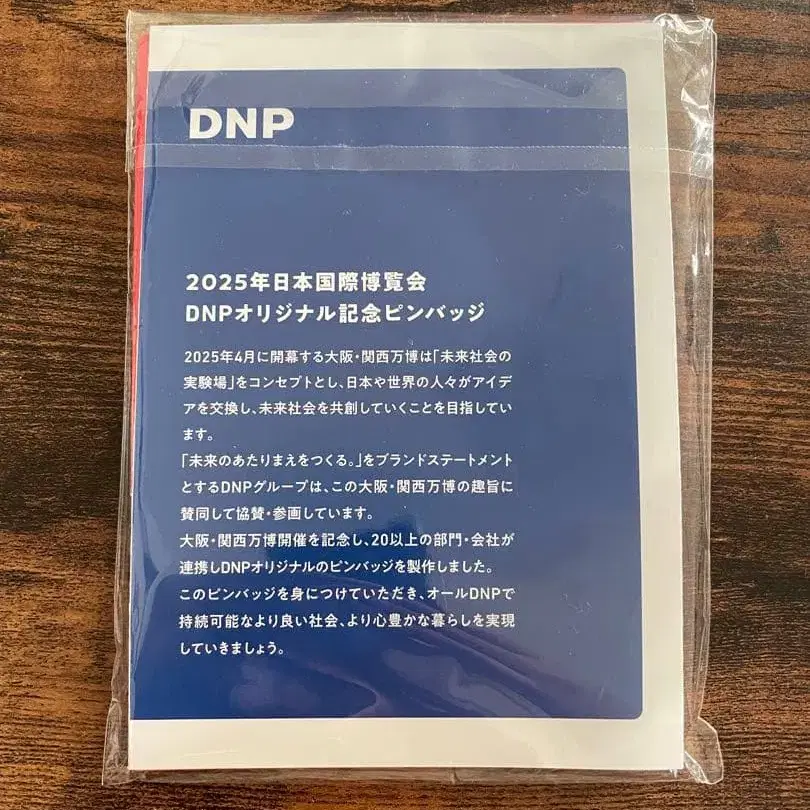 DNP
2025年日本国際博覧会
DNPオリジナル記念ピンバッジ
2025年4月に開幕する大阪・関西万博は「未来社会の
実験場」をコンセプトとし、日本や世界の人々がアイデ
アを交換し、未来社会を共創していくことを目指してい
ます。
「未来のあたりまえをつくる。」をブランドステートメント
とするDNPグループは、この大阪・関西万博の趣旨に
賛同して協賛・参画しています。
大阪・関西万博開催を記念し、20以上の部門・会社が
連携しDNPオリジナルのピンバッジを製作しました。
このピンバッジを身につけていただき、オールDNPで
持続可能なより良い社会、より心豊かな暮らしを実現
していきましょう。